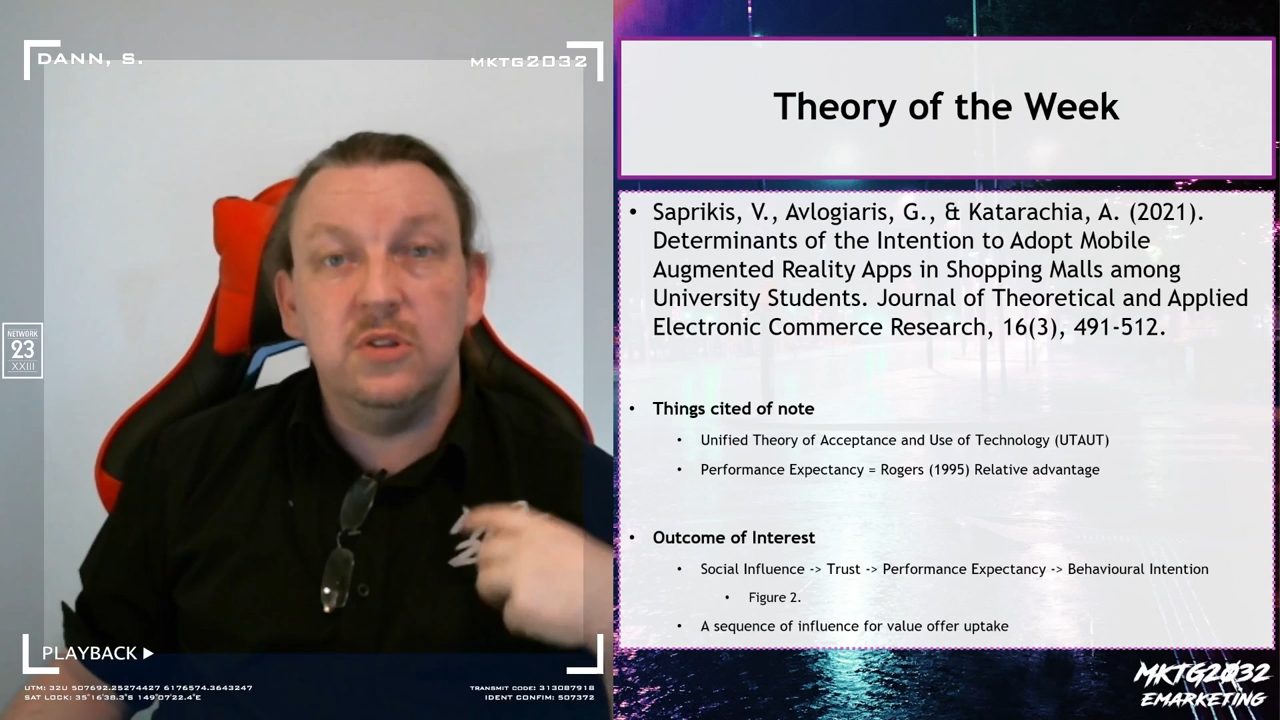 DANN, S.
MKTG2032
NETWORK
23
XXIII
PLAYBACK
UTM: 32U 507692.25274427 6176574.3643247
SAT LOCK: 35°16'38.3"S 149°07'22.4"E
TRANSMIT CODE: 313087918
IDENT CONFIM: 507372
Theory of the Week
• Saprikis, V., Avlogiaris, G., & Katarachia, A. (2021).
Determinants of the Intention to Adopt Mobile
Augmented Reality Apps in Shopping Malls among
University Students. Journal of Theoretical and Applied
Electronic Commerce Research, 16(3), 491-512.
• Things cited of note
• Unified Theory of Acceptance and Use of Technology (UTAUT)
• Performance Expectancy = Rogers (1995) Relative advantage
• Outcome of Interest
• Social Influence -> Trust -> Performance Expectancy -> Behavioural Intention
• Figure 2.
• A sequence of influence for value offer uptake
MKTG2032
EMARKETING